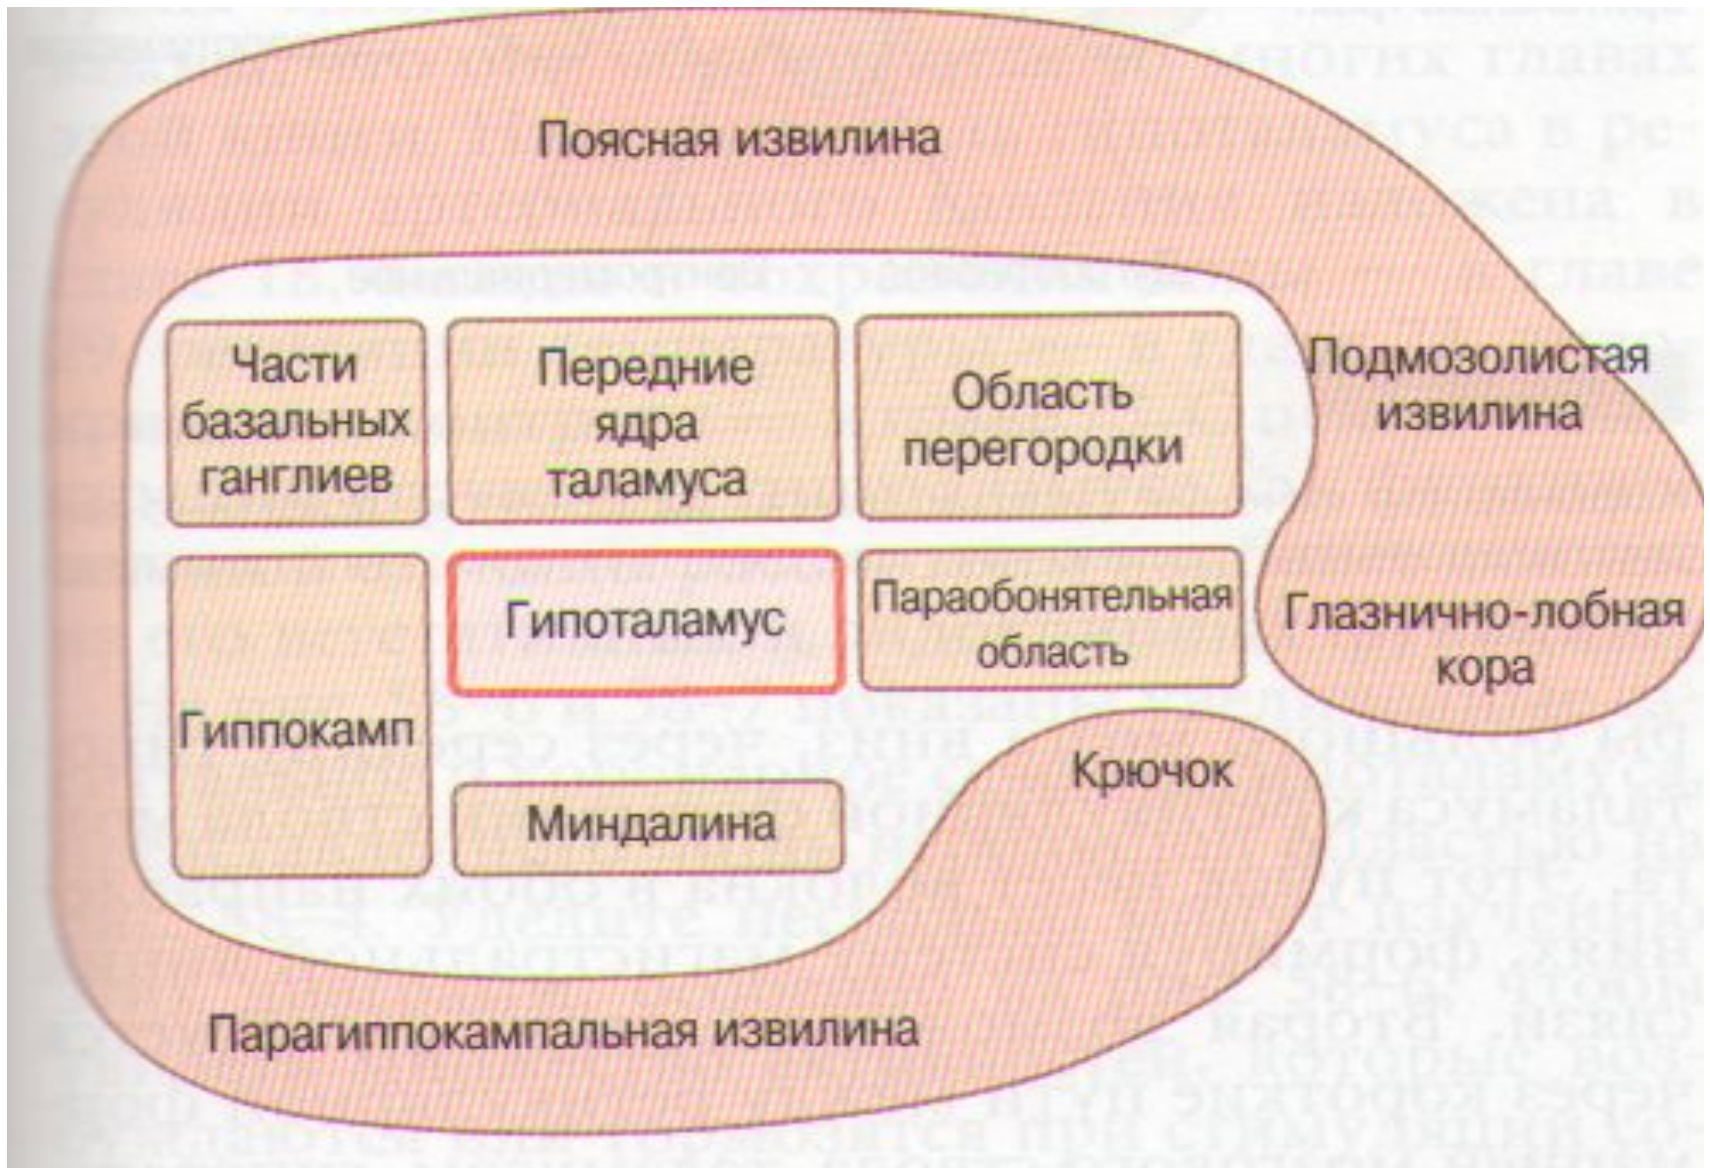 Поясная извилина
Части
базальных
ганглиев
Передние
ядра
таламуса
Область
перегородки
Подмозолистая
извилина
Гиппокамп
Гипоталамус
Параобонятельная
область
Глазнично-лобная
кора
Миндалина
Крючок
Парагиппокампальная извилина